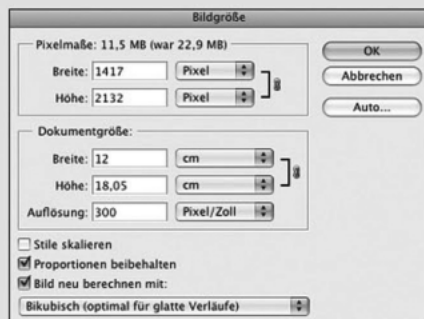 Bildgröße
Pixelmaße: 11,5 MB (war 22,9 MB)
Breite: 1417 Pixel
Höhe: 2132 Pixel
OK
Abbrechen
Auto...
Dokumentgröße:
Breite: 12 cm
Höhe: 18,05 cm
Auflösung: 300 Pixel/Zoll
Stile skalieren
Proportionen beibehalten
Bild neu berechnen mit:
Bikubisch (optimal für glatte Verläufe)